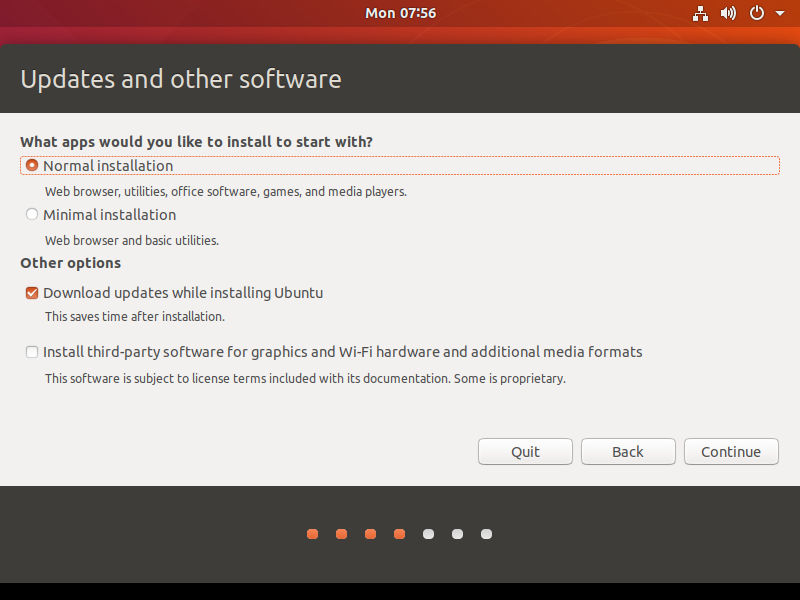 Mon 07:56
Updates and other software
What apps would you like to install to start with?
Normal installation
Web browser, utilities, office software, games, and media players.
Minimal installation
Web browser and basic utilities.
Other options
Download updates while installing Ubuntu
This saves time after installation.
Install third-party software for graphics and Wi-Fi hardware and additional media formats
This software is subject to license terms included with its documentation. Some is proprietary.
Quit Back Continue